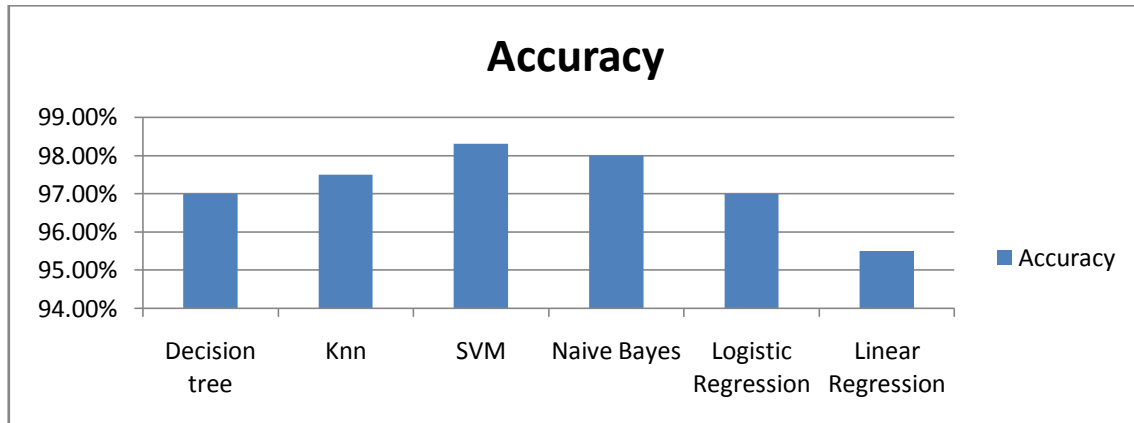 Accuracy
99.00%
98.00%
97.00%
96.00%
95.00%
94.00%
Decision
tree
Knn
SVM
Naive Bayes
Logistic
Regression
Linear
Regression
Accuracy